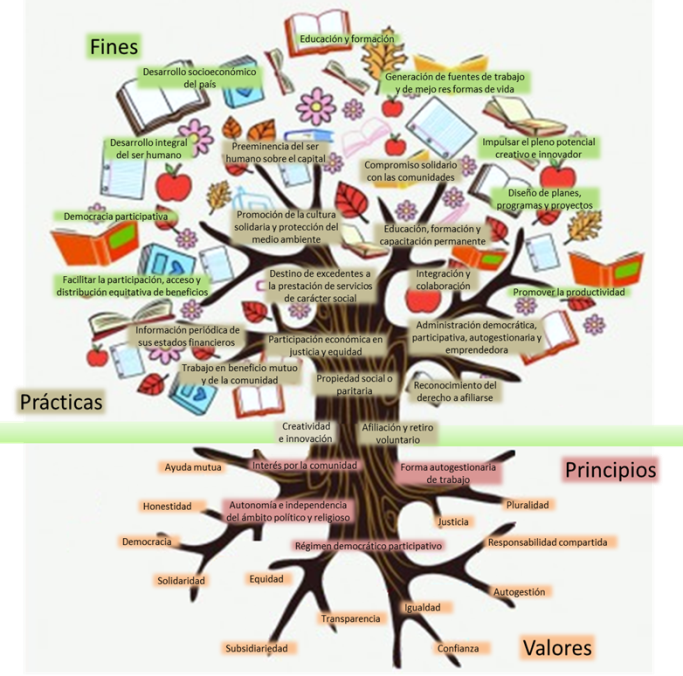 Educación y formación
Fines
Desarrollo socioeconómico
del país
Generación de fuentes de trabajo
y de mejo res formas de vida
Desarrollo integral
del ser humano
Preeminencia del ser
humano sobre el capital
Impulsar el pleno potencial
creativo e innovador
Compromiso solidario
con las comunidades
Diseño de planes,
programas y proyectos
Democracia participativa
Promoción de la cultura
solidaria y protección del
medio ambiente
Educación, formación y
capacitación permanente
Facilitar la participación, acceso y
distribución equitativa de beneficios
Destino de excedentes a
la prestación de servicios
de carácter social
Integración y
colaboración
Promover la productividad
Información periódica de
sus estados financieros
Participación económica en
justicia y equidad
Administración democrática,
participativa, autogestionaria y
emprendedora
Trabajo en beneficio mutuo
y de la comunidad
Propiedad social o
paritaria
Reconocimiento del
derecho a afiliarse
Prácticas
Creatividad
e innovación
Afiliación y retiro
voluntario
Ayuda mutua
Interés por la comunidad
Forma autogestionaria
de trabajo
Principios
Honestidad
Autonomía e independencia
del ámbito político y religioso
Pluralidad
Justicia
Democracia
Régimen democrático participativo
Responsabilidad compartida
Solidaridad
Equidad
Autogestión
Igualdad
Transparencia
Subsidiariedad
Confianza
Valores